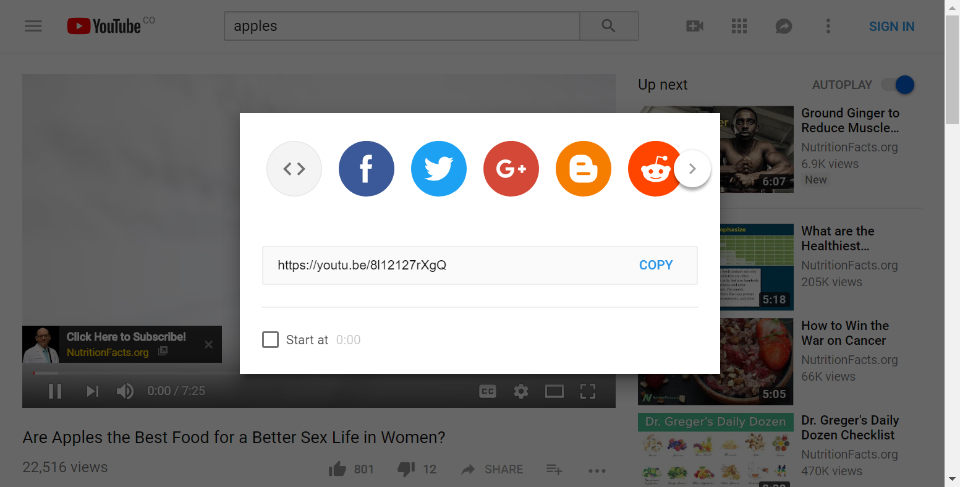 YouTube CO
apples
SIGN IN
Up next
AUTOPLAY
Ground Ginger to
Reduce Muscle…
NutritionFacts.org
6.9K views
New
6:07
https://youtu.be/8l12127rXgQ
COPY
Start at 0:00
What are the
Healthiest…
NutritionFacts.org
205K views
5:18
How to Win the
War on Cancer
NutritionFacts.org
66K views
5:05
Click Here to Subscribe!
NutritionFacts.org
0:00 / 7:25
CC
Dr. Greger's Daily Dozen
Dr. Greger's Daily
Dozen Checklist
NutritionFacts.org
470K views
Are Apples the Best Food for a Better Sex Life in Women?
22,516 views
801
12
SHARE